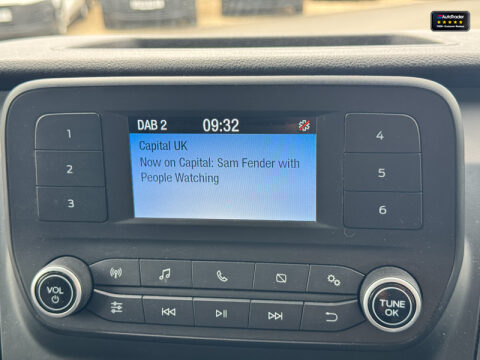 AutoTrader
DAB 2 09:32
Capital UK
Now on Capital: Sam Fender with
People Watching
1
2
3
4
5
6
VOL
TUNE
OK